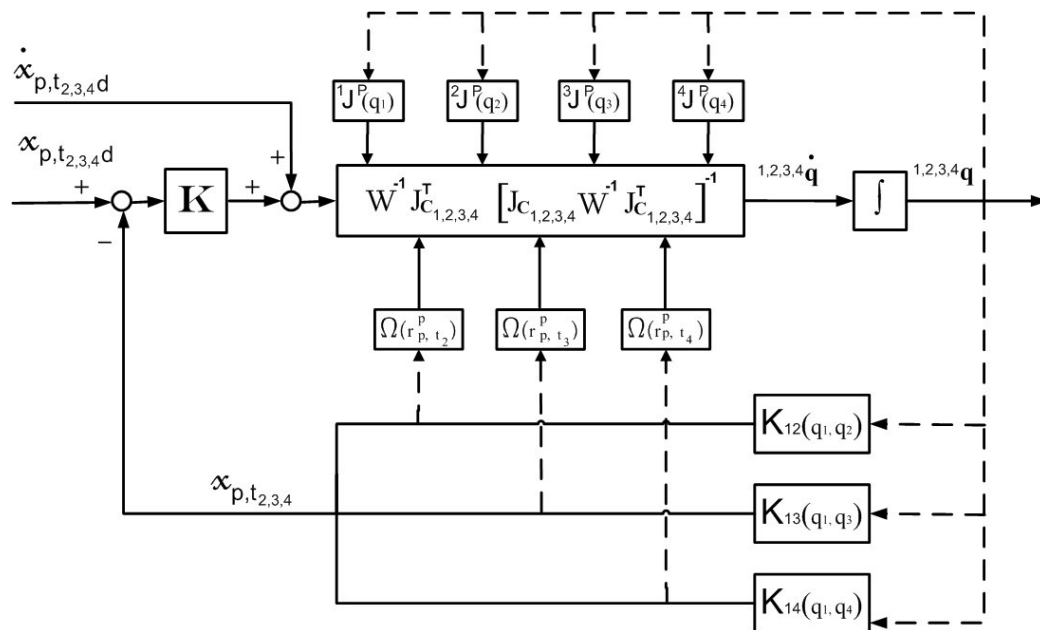 ẋp,t2,3,4d
¹Jᴾ(q1) ²Jᴾ(q2) ³Jᴾ(q3) ⁴Jᴾ(q4)
xp,t2,3,4d
+
+ K +
−
W⁻¹ Jᵀc1,2,3,4 [Jc1,2,3,4 W⁻¹ Jᵀc1,2,3,4]⁻¹
1,2,3,4 q̇
∫
1,2,3,4 q
Ω(rᵖp, t2) Ω(rᵖp, t3) Ω(rᵖp, t4)
K12(q1, q2)
xp,t2,3,4
K13(q1, q3)
K14(q1, q4)